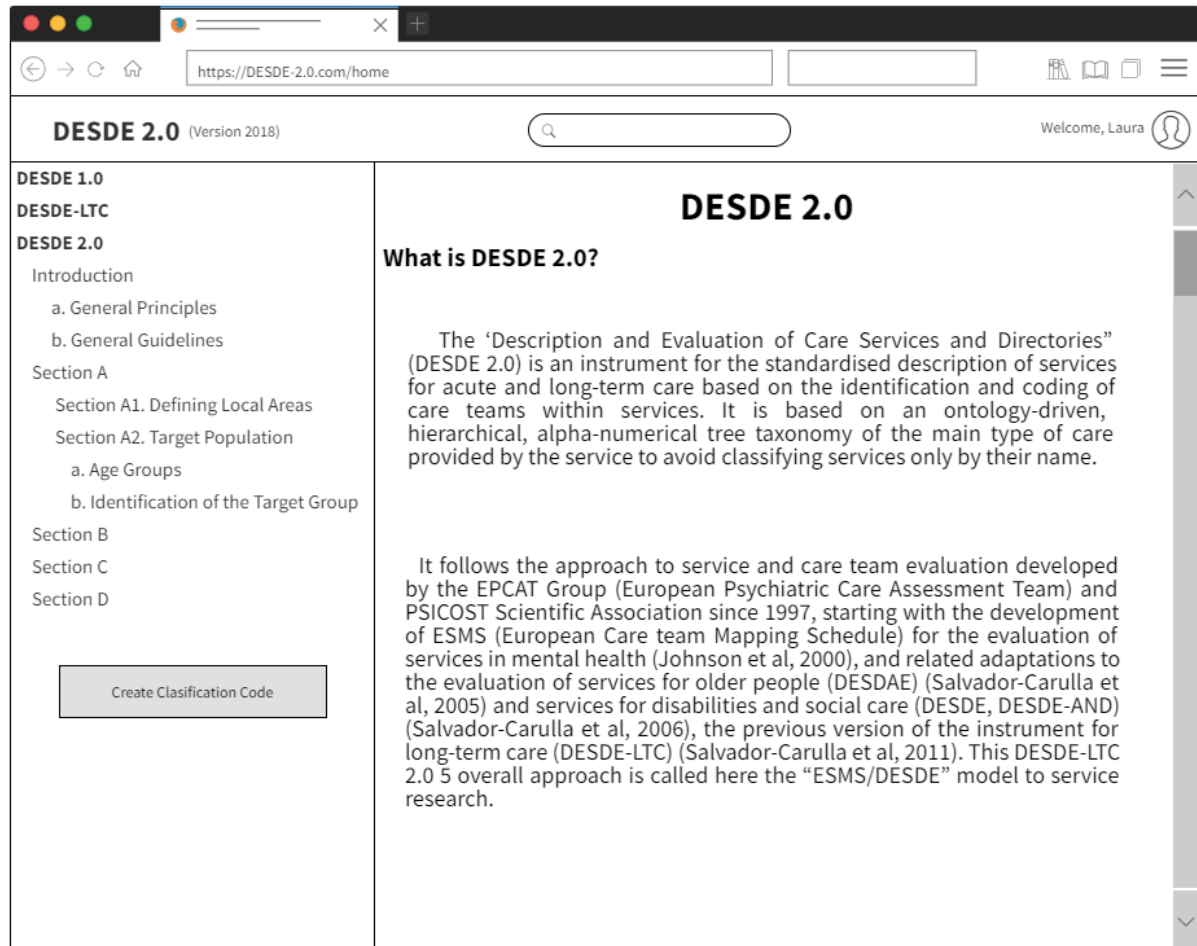 https://DESDE-2.0.com/home
DESDE 2.0 (Version 2018)
Welcome, Laura
DESDE 1.0
DESDE-LTC
DESDE 2.0
Introduction
a. General Principles
b. General Guidelines
Section A
Section A1. Defining Local Areas
Section A2. Target Population
a. Age Groups
b. Identification of the Target Group
Section B
Section C
Section D
Create Clasification Code
DESDE 2.0
What is DESDE 2.0?
The ‘Description and Evaluation of Care Services and Directories”
(DESDE 2.0) is an instrument for the standardised description of services
for acute and long-term care based on the identification and coding of
care teams within services. It is based on an ontology-driven,
hierarchical, alpha-numerical tree taxonomy of the main type of care
provided by the service to avoid classifying services only by their name.
It follows the approach to service and care team evaluation developed
by the EPCAT Group (European Psychiatric Care Assessment Team) and
PSICOST Scientific Association since 1997, starting with the development
of ESMS (European Care team Mapping Schedule) for the evaluation of
services in mental health (Johnson et al, 2000), and related adaptations to
the evaluation of services for older people (DESDAE) (Salvador-Carulla et
al, 2005) and services for disabilities and social care (DESDE, DESDE-AND)
(Salvador-Carulla et al, 2006), the previous version of the instrument for
long-term care (DESDE-LTC) (Salvador-Carulla et al, 2011). This DESDE-LTC
2.0 5 overall approach is called here the “ESMS/DESDE” model to service
research.